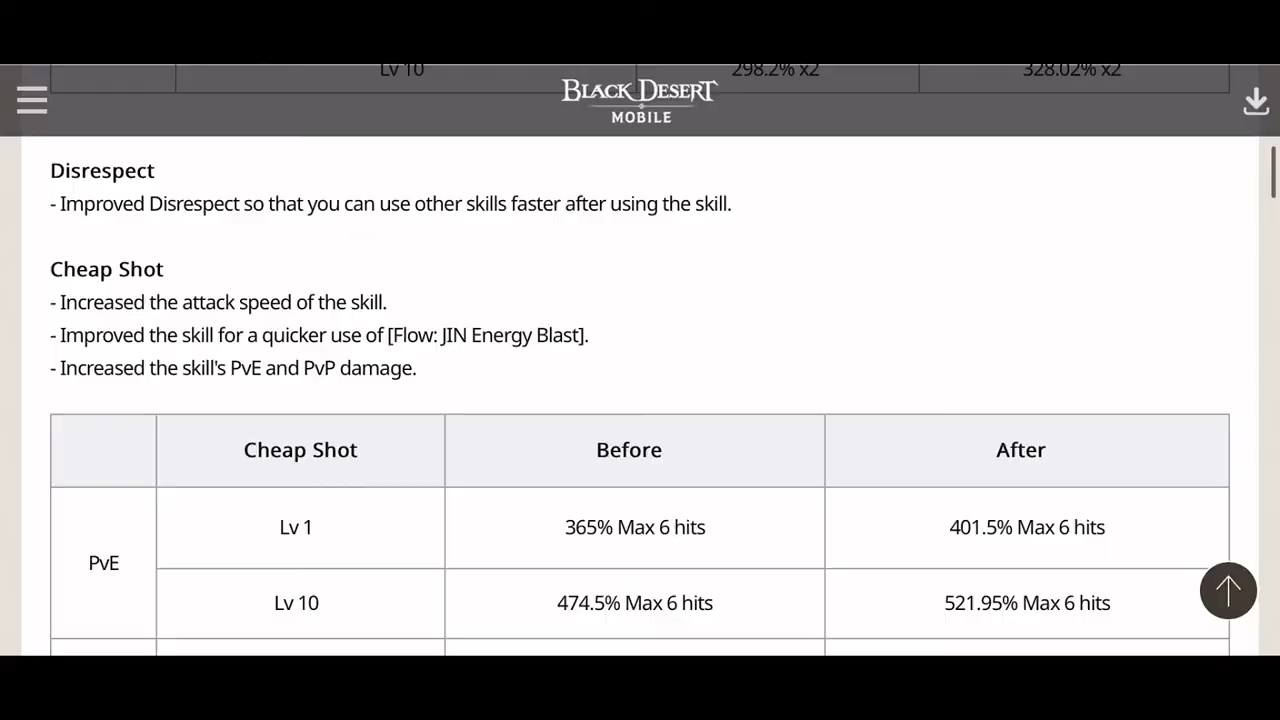 Lv 10 298.2% x2 328.02% x2
BLACK DESERT
MOBILE
Disrespect
- Improved Disrespect so that you can use other skills faster after using the skill.
Cheap Shot
- Increased the attack speed of the skill.
- Improved the skill for a quicker use of [Flow: JIN Energy Blast].
- Increased the skill's PvE and PvP damage.
Cheap Shot Before After
Lv 1 365% Max 6 hits 401.5% Max 6 hits
PvE
Lv 10 474.5% Max 6 hits 521.95% Max 6 hits